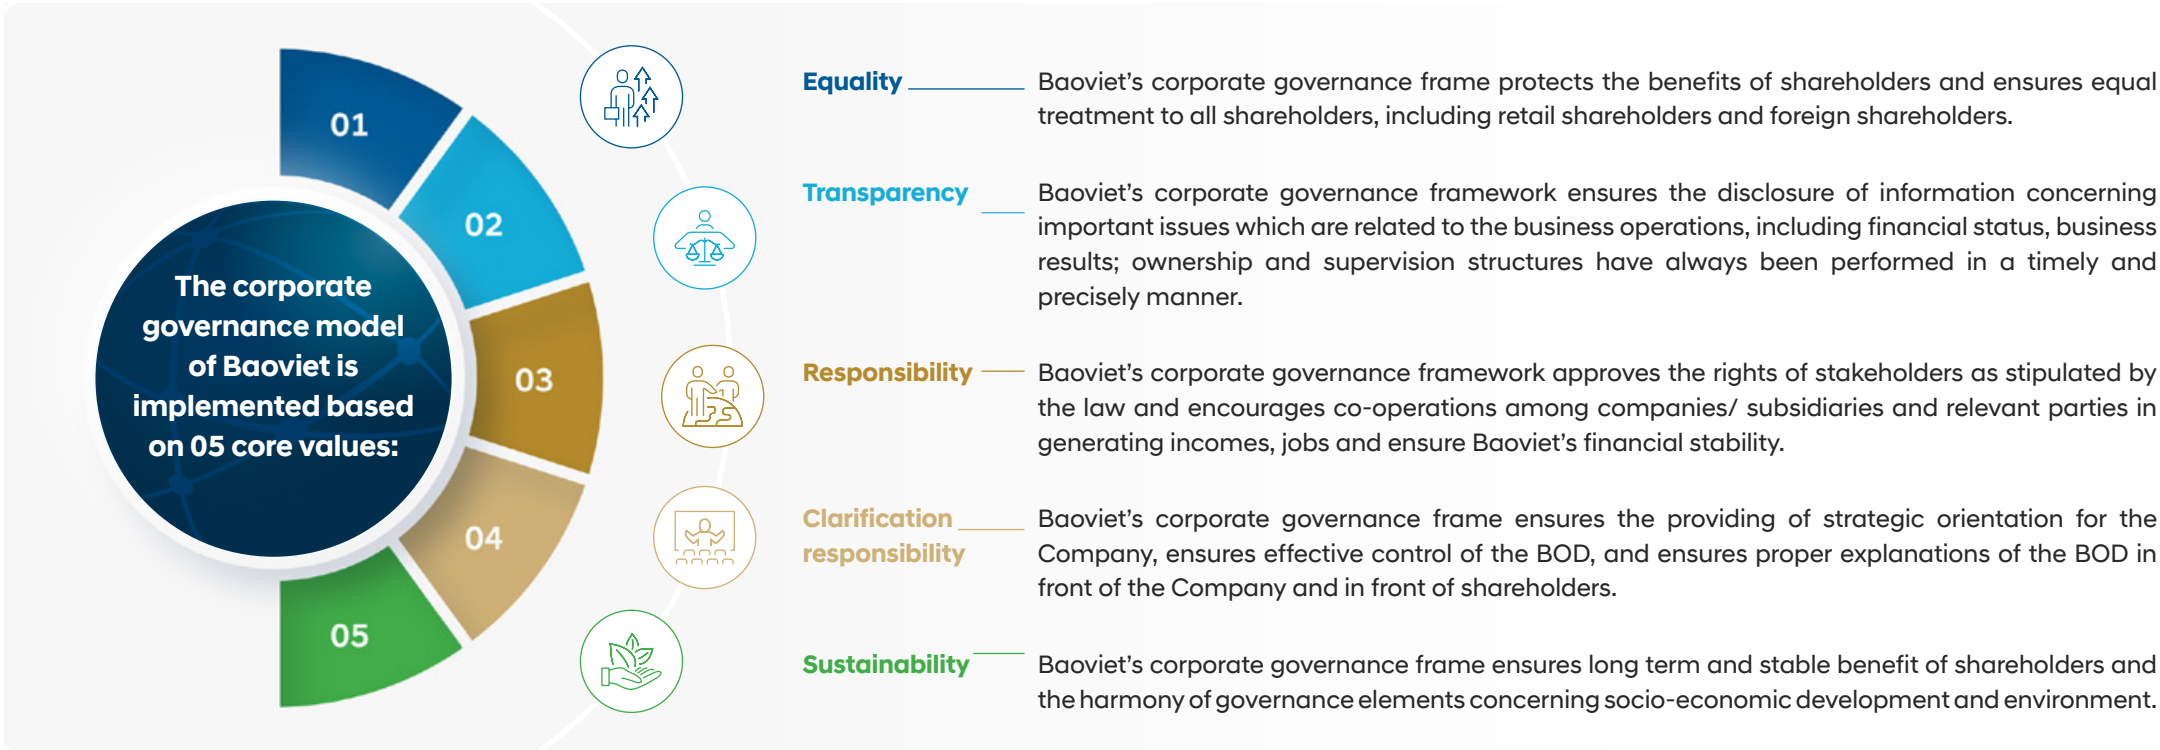 The corporate
governance model
of Baoviet is
implemented based
on 05 core values:
01
02
03
04
05
Equality
Baoviet’s corporate governance frame protects the benefits of shareholders and ensures equal
treatment to all shareholders, including retail shareholders and foreign shareholders.
Transparency
Baoviet’s corporate governance framework ensures the disclosure of information concerning
important issues which are related to the business operations, including financial status, business
results; ownership and supervision structures have always been performed in a timely and
precisely manner.
Responsibility
Baoviet’s corporate governance framework approves the rights of stakeholders as stipulated by
the law and encourages co-operations among companies/ subsidiaries and relevant parties in
generating incomes, jobs and ensure Baoviet’s financial stability.
Clarification
responsibility
Baoviet’s corporate governance frame ensures the providing of strategic orientation for the
Company, ensures effective control of the BOD, and ensures proper explanations of the BOD in
front of the Company and in front of shareholders.
Sustainability
Baoviet’s corporate governance frame ensures long term and stable benefit of shareholders and
the harmony of governance elements concerning socio-economic development and environment.